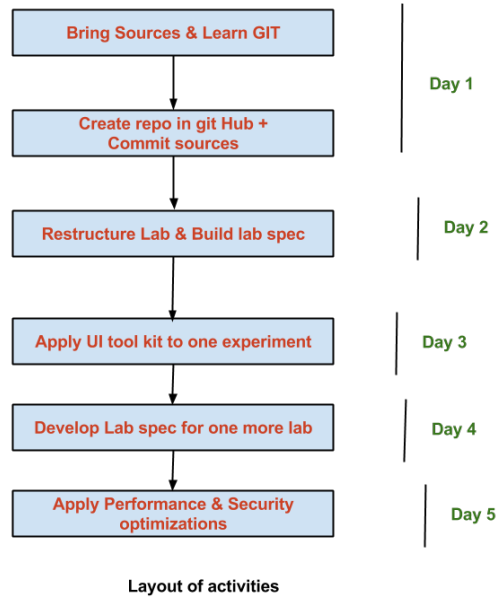 Bring Sources & Learn GIT
Day 1
Create repo in git Hub +
Commit sources
Restructure Lab & Build lab spec
Day 2
Apply UI tool kit to one experiment
Day 3
Develop Lab spec for one more lab
Day 4
Apply Performance & Security
optimizations
Day 5
Layout of activities